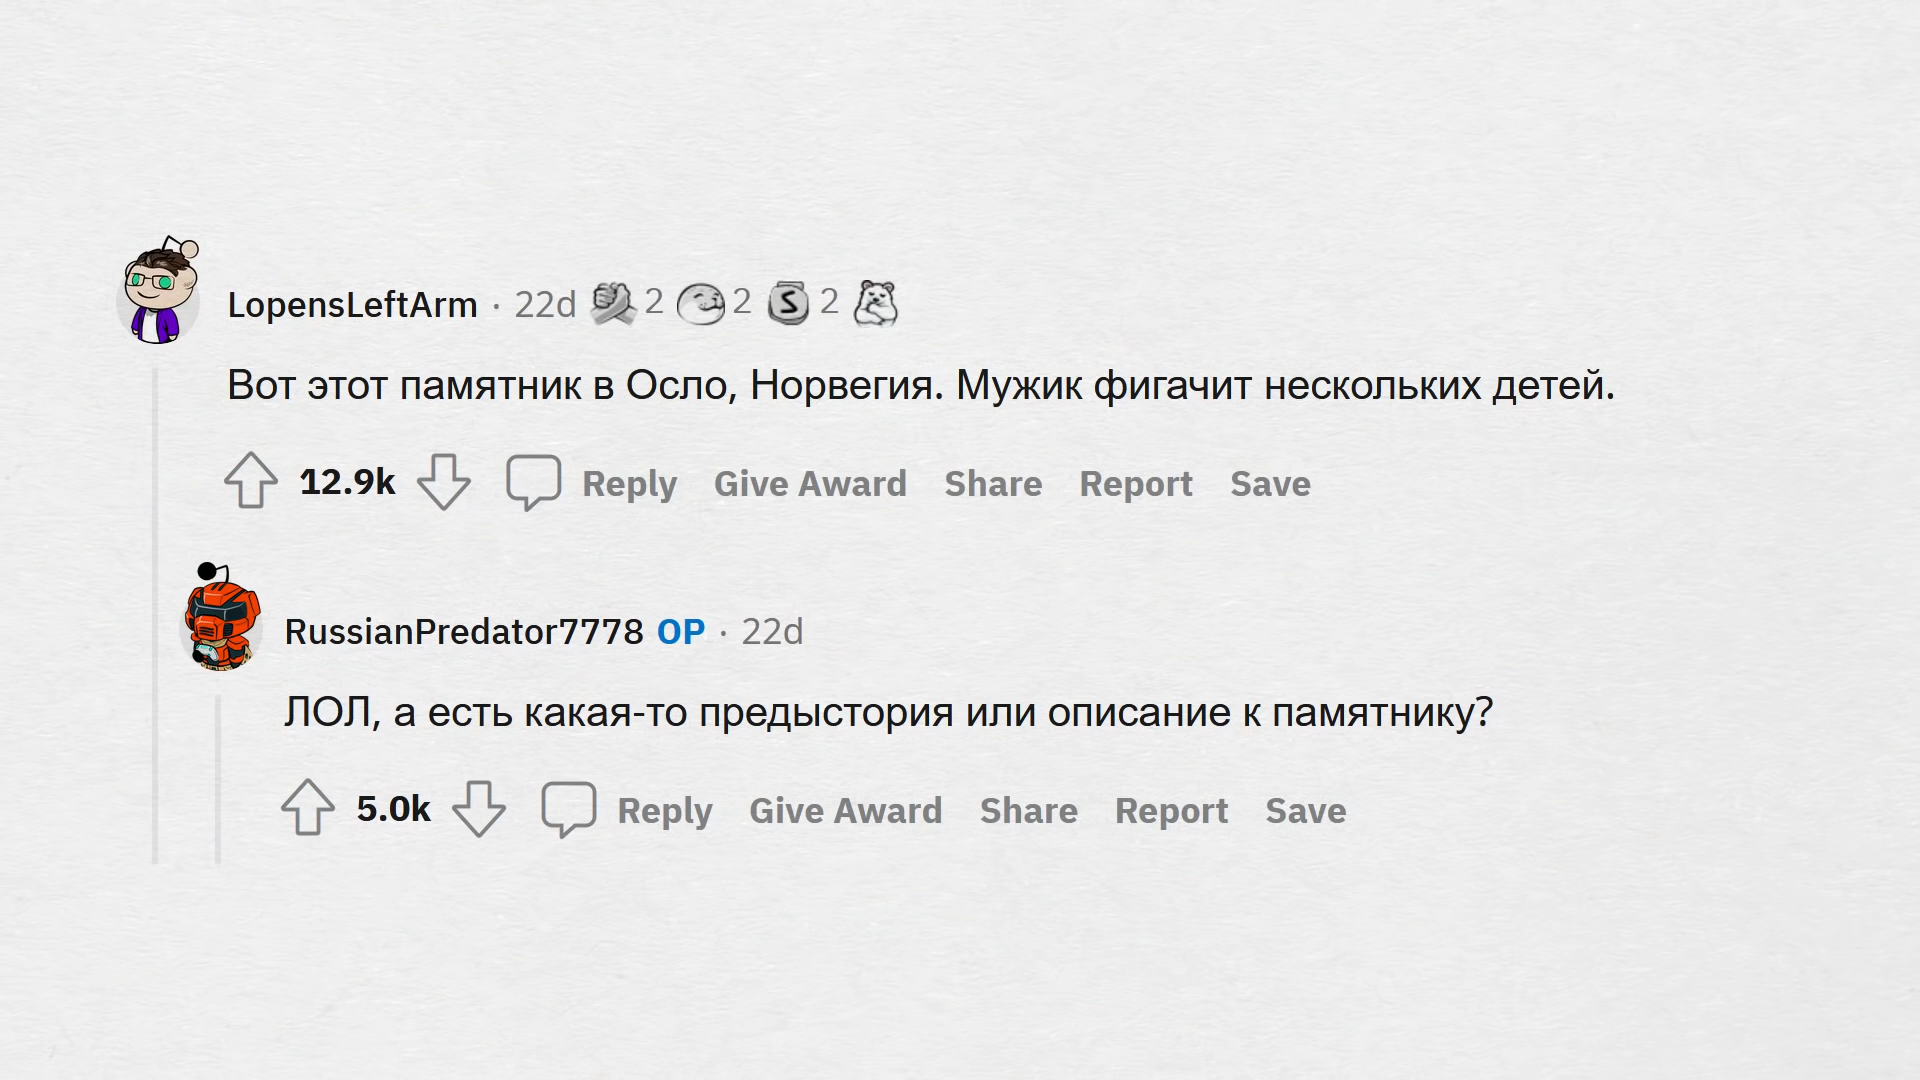 LopensLeftArm · 22d 2 2 S 2
Вот этот памятник в Осло, Норвегия. Мужик фигачит нескольких детей.
12.9k Reply Give Award Share Report Save
RussianPredator7778 OP · 22d
ЛОЛ, а есть какая-то предыстория или описание к памятнику?
5.0k Reply Give Award Share Report Save